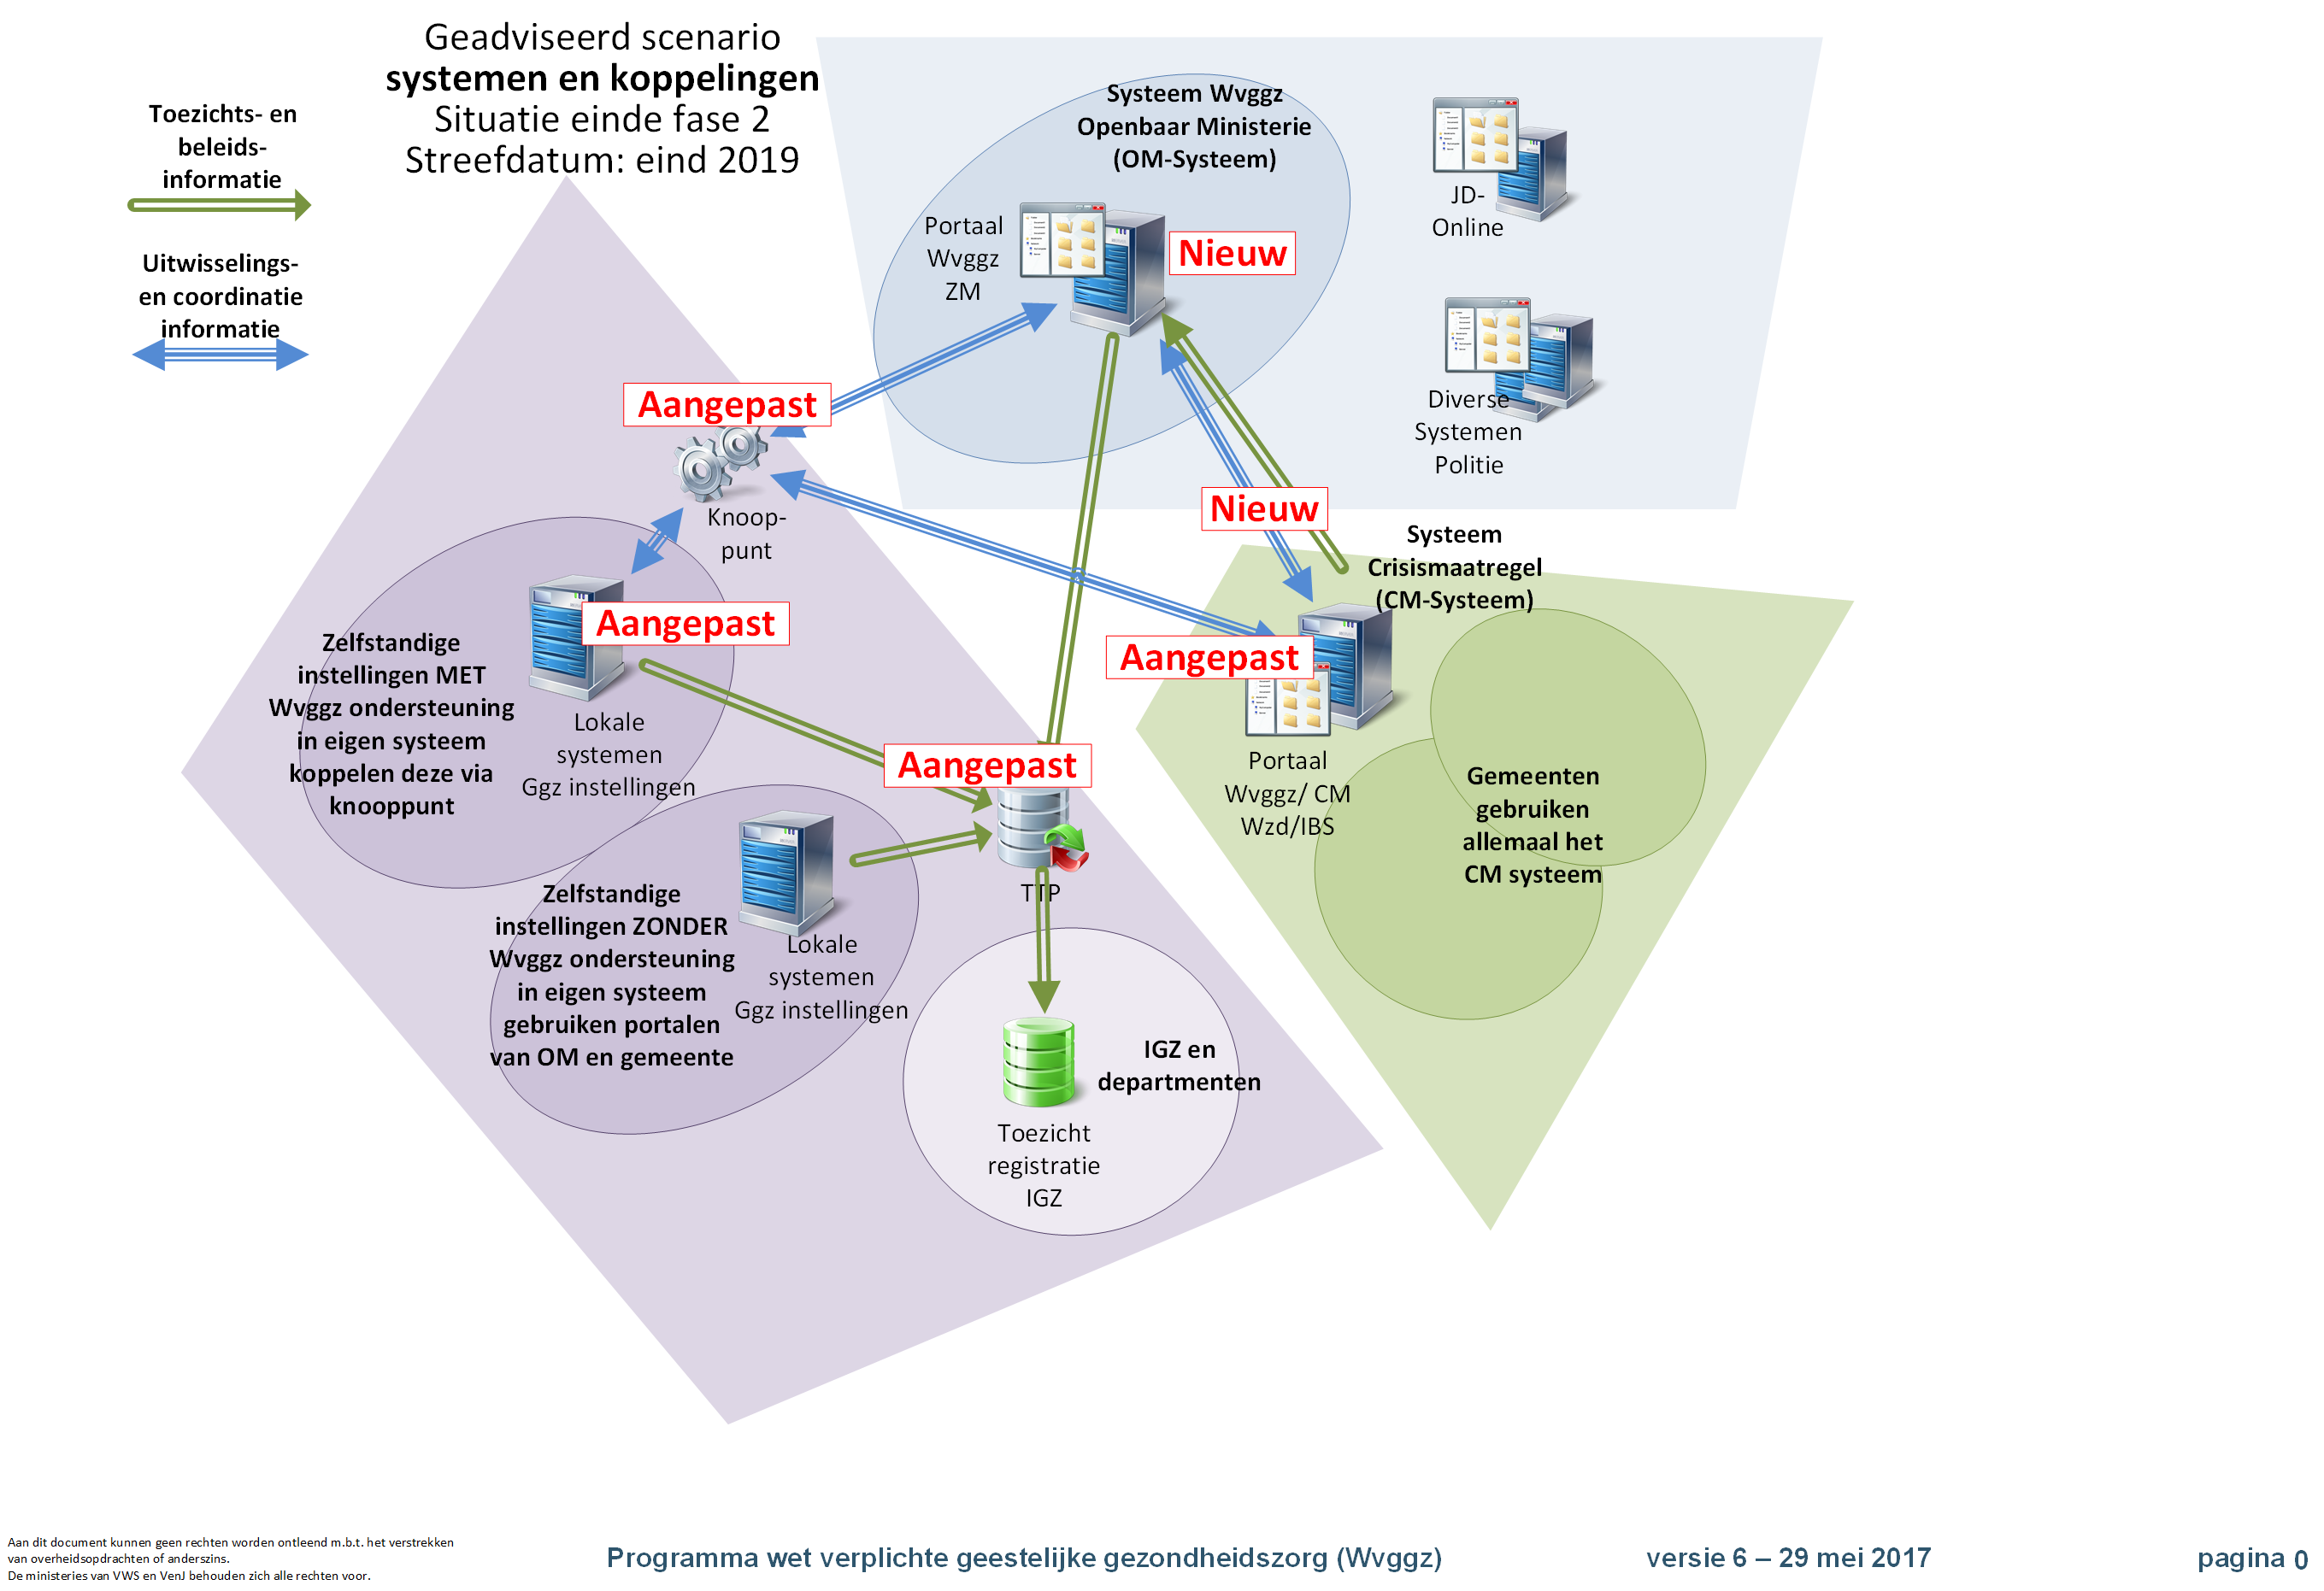 Geadviseerd scenario
systemen en koppelingen
Situatie einde fase 2
Streefdatum: eind 2019
Toezichts- en
beleids-
informatie
Uitwisselings-
en coordinatie
informatie
Systeem Wvggz
Openbaar Ministerie
(OM-Systeem)
Portaal
Wvggz
ZM
Nieuw
JD-
Online
Diverse
Systemen
Politie
Aangepast
Knoop-
punt
Nieuw
Systeem
Crisismaatregel
(CM-Systeem)
Aangepast
Portaal
Wvggz/ CM
Wzd/IBS
Gemeenten
gebruiken
allemaal het
CM systeem
Aangepast
Zelfstandige
instellingen MET
Wvggz ondersteuning
in eigen systeem
koppelen deze via
knooppunt
Lokale
systemen
Ggz instellingen
Aangepast
TTP
Zelfstandige
instellingen ZONDER
Wvggz ondersteuning
in eigen systeem
gebruiken portalen
van OM en gemeente
Lokale
systemen
Ggz instellingen
IGZ en
departmenten
Toezicht
registratie
IGZ
Aan dit document kunnen geen rechten worden ontleend m.b.t. het verstrekken
van overheidsopdrachten of anderszins.
De ministeries van VWS en VenJ behouden zich alle rechten voor.
Programma wet verplichte geestelijke gezondheidszorg (Wvggz)
versie 6 – 29 mei 2017
pagina 0